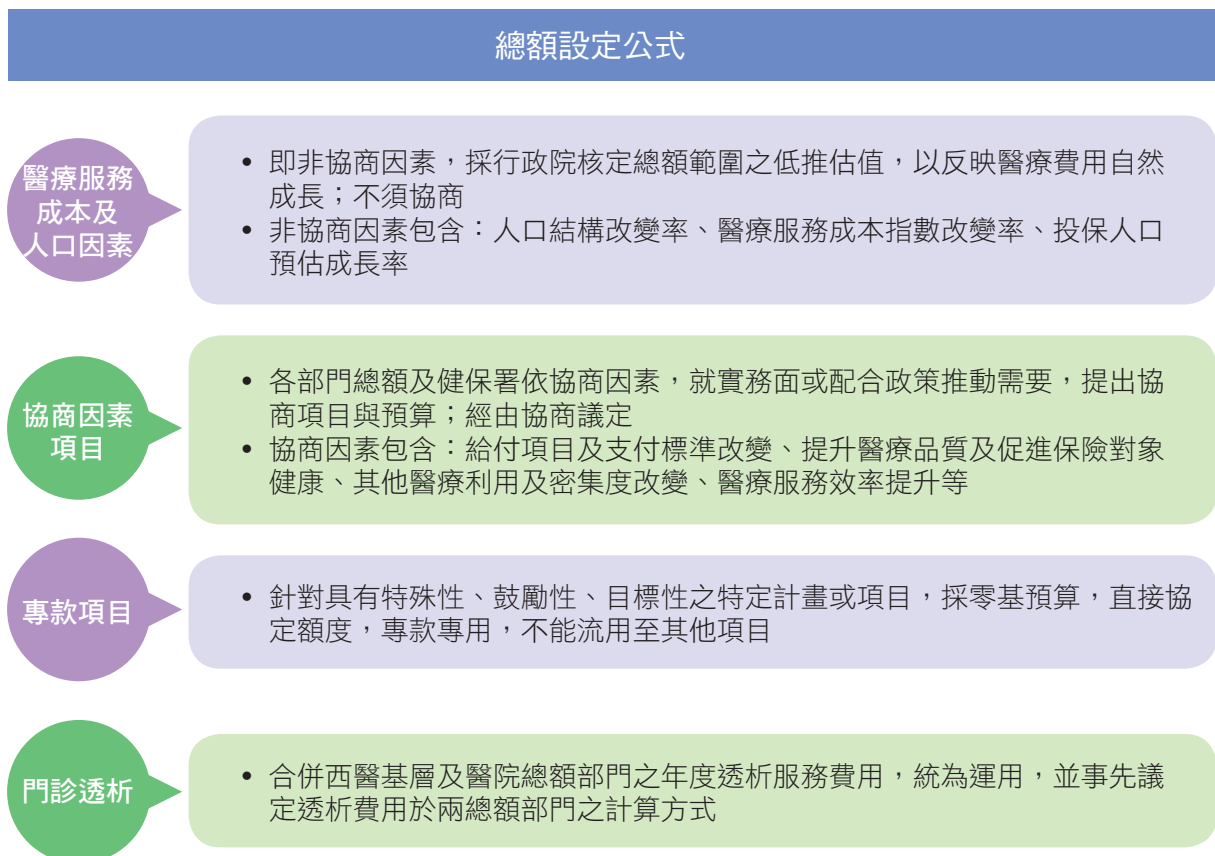 總額設定公式
醫療服務
成本及
人口因素
• 即非協商因素，採行政院核定總額範圍之低推估值，以反映醫療費用自然
成長；不須協商
• 非協商因素包含：人口結構改變率、醫療服務成本指數改變率、投保人口
預估成長率
協商因素
項目
• 各部門總額及健保署依協商因素，就實務面或配合政策推動需要，提出協
商項目與預算；經由協商議定
• 協商因素包含：給付項目及支付標準改變、提升醫療品質及促進保險對象
健康、其他醫療利用及密集度改變、醫療服務效率提升等
專款項目
• 針對具有特殊性、鼓勵性、目標性之特定計畫或項目，採零基預算，直接協
定額度，專款專用，不能流用至其他項目
門診透析
• 合併西醫基層及醫院總額部門之年度透析服務費用，統為運用，並事先議
定透析費用於兩總額部門之計算方式